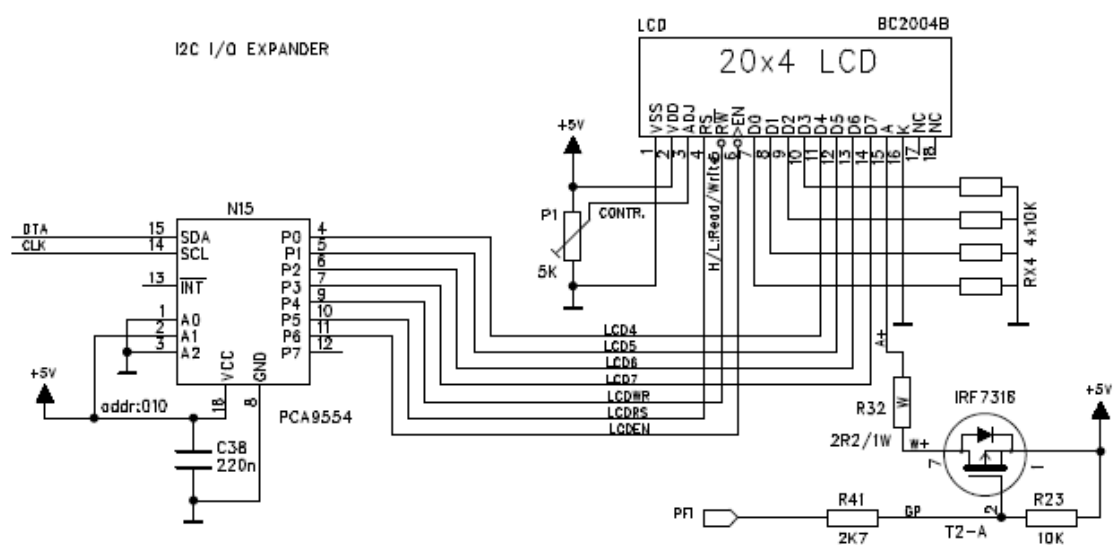 LCD BC2004B
I2C I/O EXPANDER
20x4 LCD
VSS VDD ADJ RS RW EN D0 D1 D2 D3 D4 D5 D6 D7 A K NC NC
1 2 3 4 5 6 7 8 9 10 11 12 13 14 15 16 17 18
+5V
H/L:Read/Write
P1 CONTR.
5K
RX4 4x10K
N15
DTA 15 SDA P0 4
CLK 14 SCL P1 5
P2 6
13 INT P3 7
P4 9
1 A0 P5 10
2 A1 P6 11
3 A2 P7 12
VCC GND
LCD4
LCD5
LCD6
LCD7
LCDWR
LCDRS
LCDEN
A+
+5V
addr:010
8
PCA9554
C38
220n
R32 W
2R2/1W
W+
IRF7316
+5V
7 1
2
PF1
R41
2K7
GP
T2-A
R23
10K